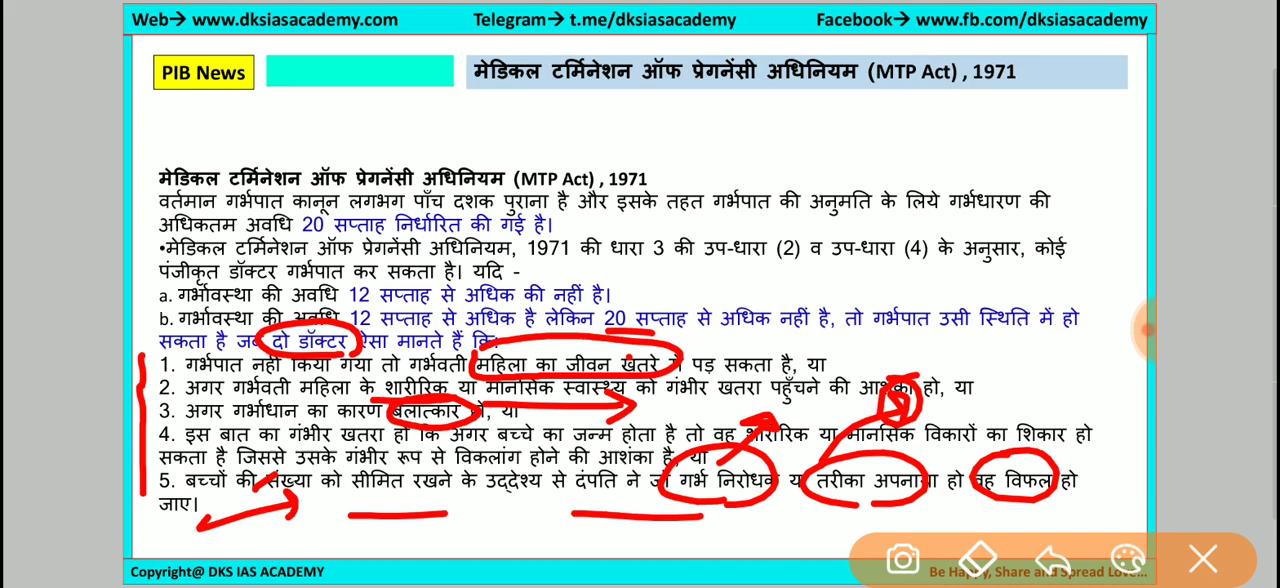 Web→ www.dksiasacademy.com Telegram→ t.me/dksiasacademy Facebook→ www.fb.com/dksiasacademy
PIB News
मेडिकल टर्मिनेशन ऑफ प्रेगनेंसी अधिनियम (MTP Act) , 1971
मेडिकल टर्मिनेशन ऑफ प्रेगनेंसी अधिनियम (MTP Act) , 1971
वर्तमान गर्भपात कानून लगभग पाँच दशक पुराना है और इसके तहत गर्भपात की अनुमति के लिये गर्भधारण की
अधिकतम अवधि 20 सप्ताह निर्धारित की गई है।
•मेडिकल टर्मिनेशन ऑफ प्रेगनेंसी अधिनियम, 1971 की धारा 3 की उप-धारा (2) व उप-धारा (4) के अनुसार, कोई
पंजीकृत डॉक्टर गर्भपात कर सकता है। यदि -
a. गर्भावस्था की अवधि 12 सप्ताह से अधिक की नहीं है।
b. गर्भावस्था की अवधि 12 सप्ताह से अधिक है लेकिन 20 सप्ताह से अधिक नहीं है, तो गर्भपात उसी स्थिति में हो
सकता है जब दो डॉक्टर ऐसा मानते हैं कि:
1. गर्भपात नहीं किया गया तो गर्भवती महिला का जीवन खतरे में पड़ सकता है, या
2. अगर गर्भवती महिला के शारीरिक या मानसिक स्वास्थ्य को गंभीर खतरा पहुँचने की आशंका हो, या
3. अगर गर्भाधान का कारण बलात्कार हो, या
4. इस बात का गंभीर खतरा हो कि अगर बच्चे का जन्म होता है तो वह शारीरिक या मानसिक विकारों का शिकार हो
सकता है जिससे उसके गंभीर रूप से विकलांग होने की आशंका है, या
5. बच्चों की संख्या को सीमित रखने के उद्देश्य से दंपति ने जो गर्भ निरोधक या तरीका अपनाया हो वह विफल हो
जाए।
Copyright@ DKS IAS ACADEMY Be Happy, Share and Spread Love...